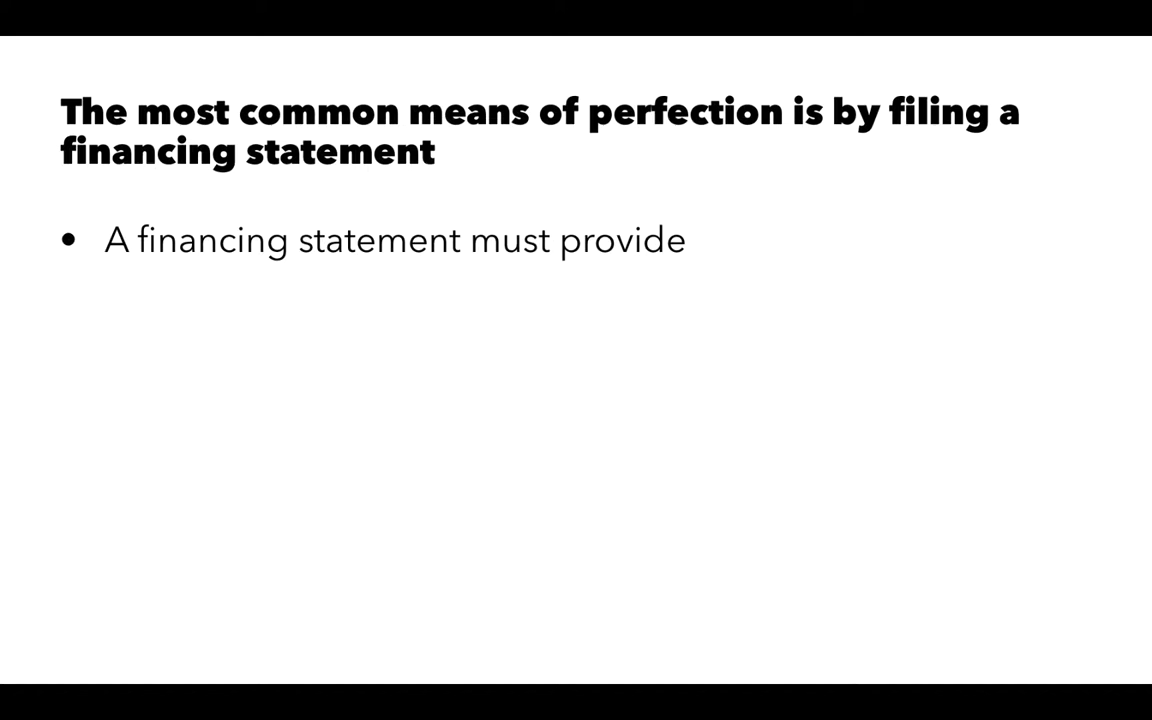 The most common means of perfection is by filing a
financing statement
• A financing statement must provide